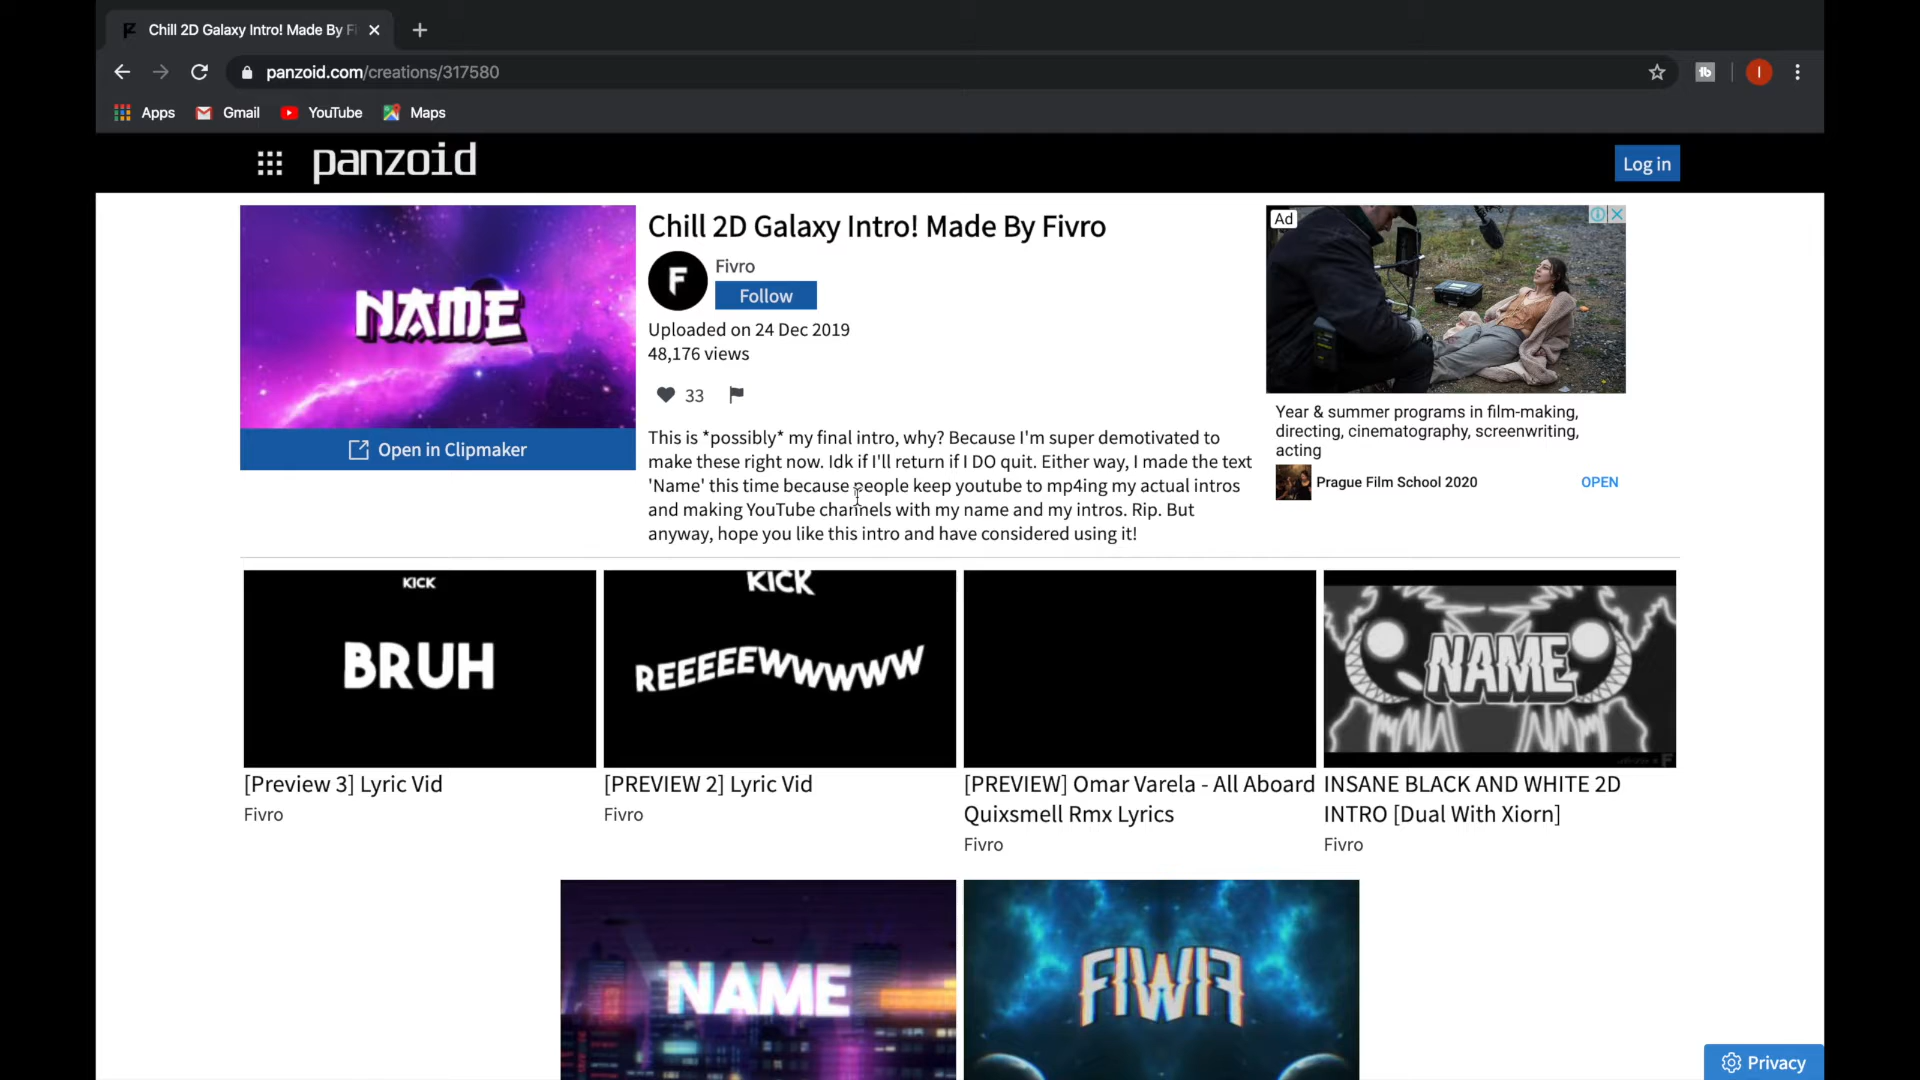 Chill 2D Galaxy Intro! Made By Fi
panzoid.com/creations/317580
Apps
Gmail
YouTube
Maps
panzoid
Log in
NAME
Open in Clipmaker
Chill 2D Galaxy Intro! Made By Fivro
F
Fivro
Follow
Uploaded on 24 Dec 2019
48,176 views
33
This is *possibly* my final intro, why? Because I'm super demotivated to
make these right now. Idk if I'll return if I DO quit. Either way, I made the text
'Name' this time because people keep youtube to mp4ing my actual intros
and making YouTube channels with my name and my intros. Rip. But
anyway, hope you like this intro and have considered using it!
Ad
Year & summer programs in film-making,
directing, cinematography, screenwriting,
acting
Prague Film School 2020
OPEN
KICK
BRUH
[Preview 3] Lyric Vid
Fivro
KICK
REEEEEWWWWW
[PREVIEW 2] Lyric Vid
Fivro
[PREVIEW] Omar Varela - All Aboard
Quixsmell Rmx Lyrics
Fivro
NAME
INSANE BLACK AND WHITE 2D
INTRO [Dual With Xiorn]
Fivro
NAME
Privacy